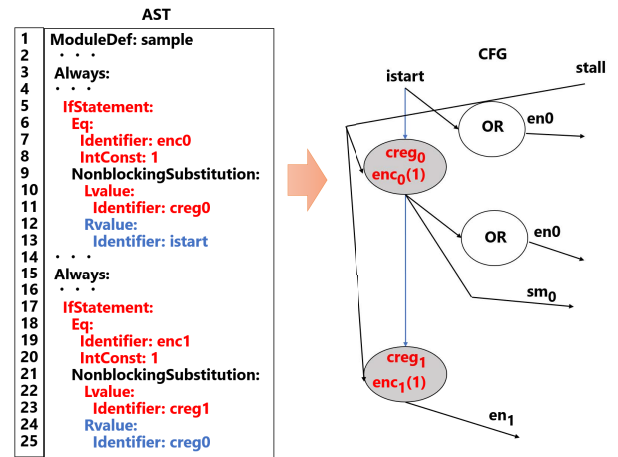 AST
1 ModuleDef: sample
2 . . .
3 Always:
4 . . .
5 IfStatement:
6 Eq:
7 Identifier: enc0
8 IntConst: 1
9 NonblockingSubstitution:
10 Lvalue:
11 Identifier: creg0
12 Rvalue:
13 Identifier: istart
14 . . .
15 Always:
16 . . .
17 IfStatement:
18 Eq:
19 Identifier: enc1
20 IntConst: 1
21 NonblockingSubstitution:
22 Lvalue:
23 Identifier: creg1
24 Rvalue:
25 Identifier: creg0
CFG
stall
istart
OR
en0
creg0
enc0(1)
OR
en0
sm0
creg1
enc1(1)
en1